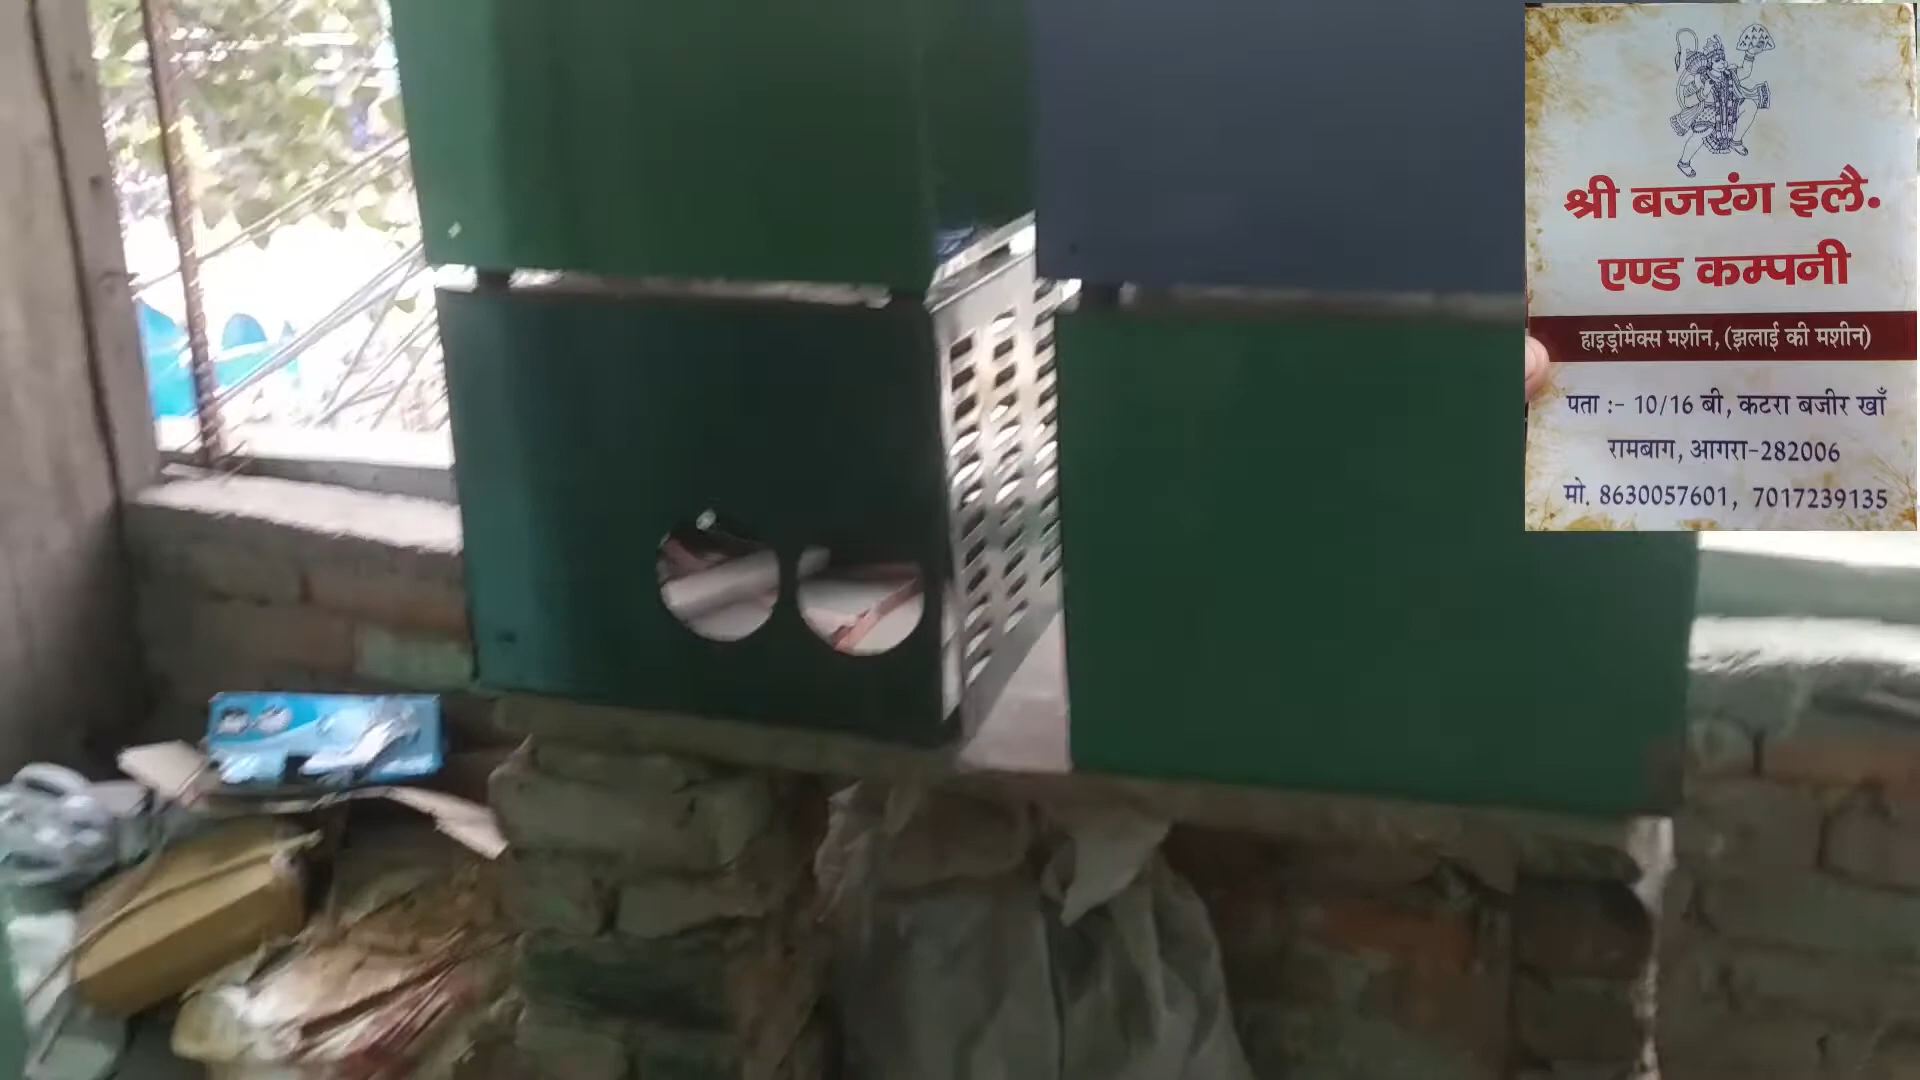 श्री बजरंग इलै.
एण्ड कम्पनी
हाइड्रोमैक्स मशीन, (झलाई की मशीन)
पता :- 10/16 बी, कटरा बजीर खाँ
रामबाग, आगरा-282006
मो. 8630057601, 7017239135